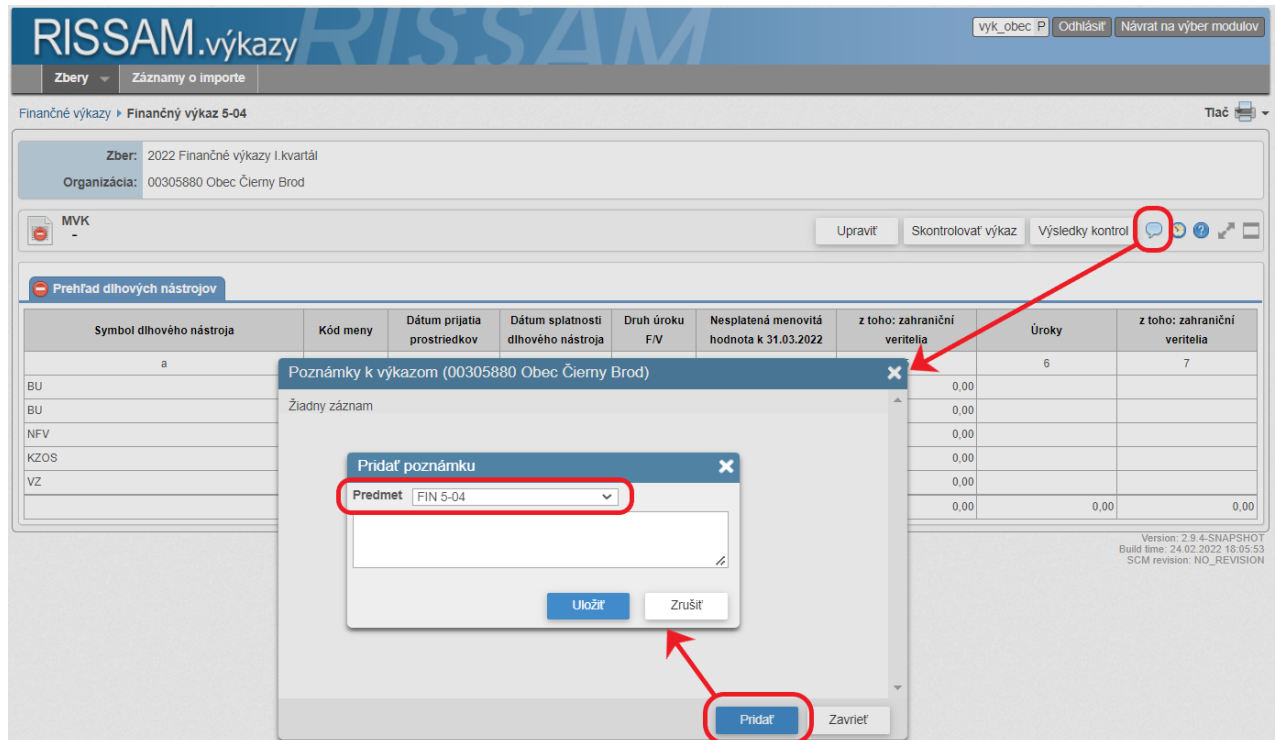 RISSAM.výkazy
RISSAM
vyk_obec P Odhlásiť Návrat na výber modulov
Zbery Záznamy o importe
Finančné výkazy Finančný výkaz 5-04
Tlač
Zber: 2022 Finančné výkazy I.kvartál
Organizácia: 00305880 Obec Čierny Brod
MVK
-
Upraviť Skontrolovať výkaz Výsledky kontrol
Prehľad dlhových nástrojov
Symbol dlhového nástroja Kód meny Dátum prijatia prostriedkov Dátum splatnosti dlhového nástroja Druh úroku F/V Nesplatená menovitá hodnota k 31.03.2022 z toho: zahraniční veritelia Úroky z toho: zahraniční veritelia
a 6 7
BU 0,00
BU 0,00
NFV 0,00
KZOS 0,00
VZ 0,00
0,00 0,00 0,00
Poznámky k výkazom (00305880 Obec Čierny Brod)
Žiadny záznam
Pridať poznámku
Predmet FIN 5-04
Uložiť Zrušiť
Pridať Zavrieť
Version: 2.9.4-SNAPSHOT
Build time: 24.02.2022 18:05:53
SCM revision: NO_REVISION